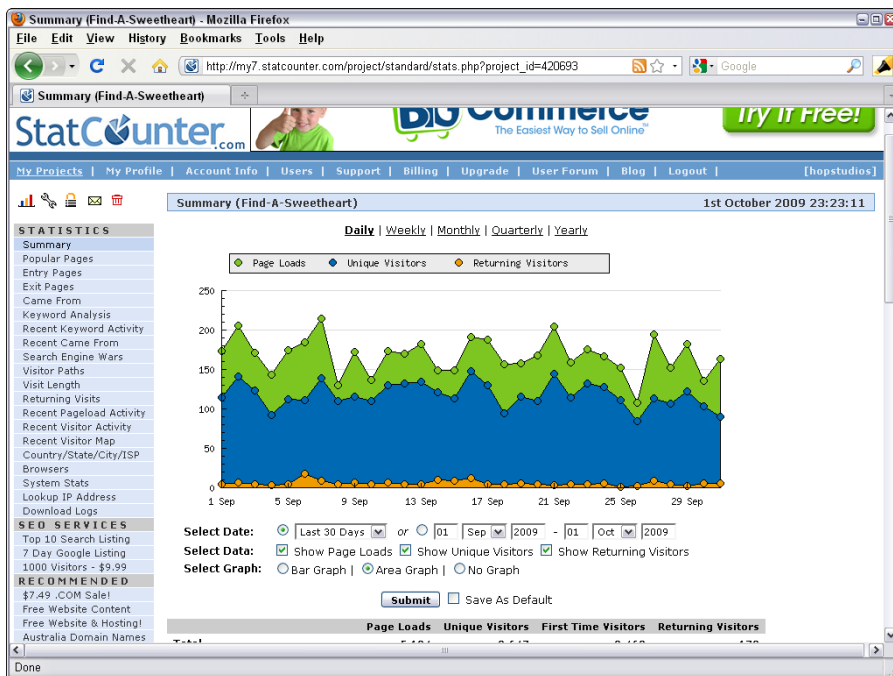 Summary (Find-A-Sweetheart) - Mozilla Firefox
File Edit View History Bookmarks Tools Help
http://my7.statcounter.com/project/standard/stats.php?project_id=420693
Google
Summary (Find-A-Sweetheart)
StatCounter.com
BIG Commerce
The Easiest Way to Sell Online
Try It Free!
My Projects | My Profile | Account Info | Users | Support | Billing | Upgrade | User Forum | Blog | Logout | [hopstudios]
Summary (Find-A-Sweetheart) 1st October 2009 23:23:11
STATISTICS
Summary
Popular Pages
Entry Pages
Exit Pages
Came From
Keyword Analysis
Recent Keyword Activity
Recent Came From
Search Engine Wars
Visitor Paths
Visit Length
Returning Visits
Recent Pageload Activity
Recent Visitor Activity
Recent Visitor Map
Country/State/City/ISP
Browsers
System Stats
Lookup IP Address
Download Logs
SEO SERVICES
Top 10 Search Listing
7 Day Google Listing
1000 Visitors - $9.99
RECOMMENDED
$7.49 .COM Sale!
Free Website Content
Free Website & Hosting!
Australia Domain Names
Daily | Weekly | Monthly | Quarterly | Yearly
Page Loads Unique Visitors Returning Visitors
250
200
150
100
50
0
1 Sep 5 Sep 9 Sep 13 Sep 17 Sep 21 Sep 25 Sep 29 Sep
Select Date: Last 30 Days or 01 Sep 2009 - 01 Oct 2009
Select Data: Show Page Loads Show Unique Visitors Show Returning Visitors
Select Graph: Bar Graph | Area Graph | No Graph
Submit Save As Default
Page Loads Unique Visitors First Time Visitors Returning Visitors
Total
Done